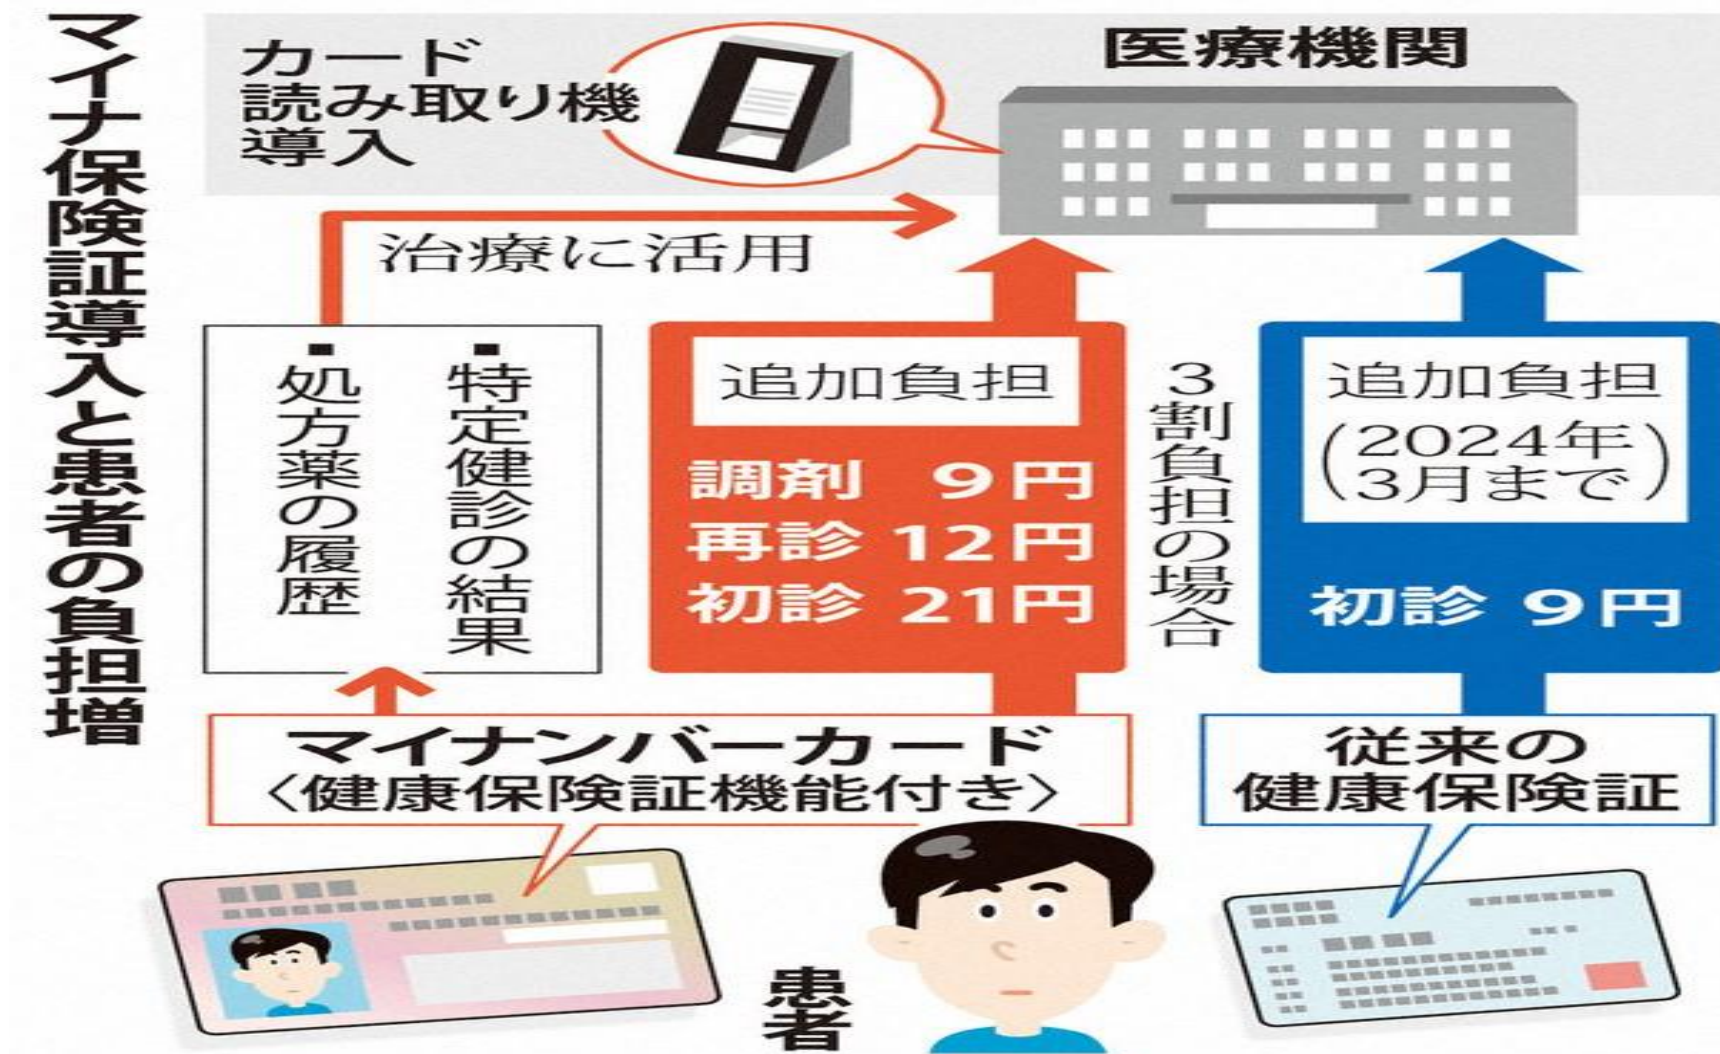 マイナ保険証導入と患者の負担増
カード
読み取り機
導入
医療機関
治療に活用
▪特定健診の結果
▪処方薬の履歴
追加負担
調剤 9円
再診 12円
初診 21円
3割負担の場合
追加負担
(2024年
3月まで)
初診 9円
マイナンバーカード
〈健康保険証機能付き〉
従来の
健康保険証
患者